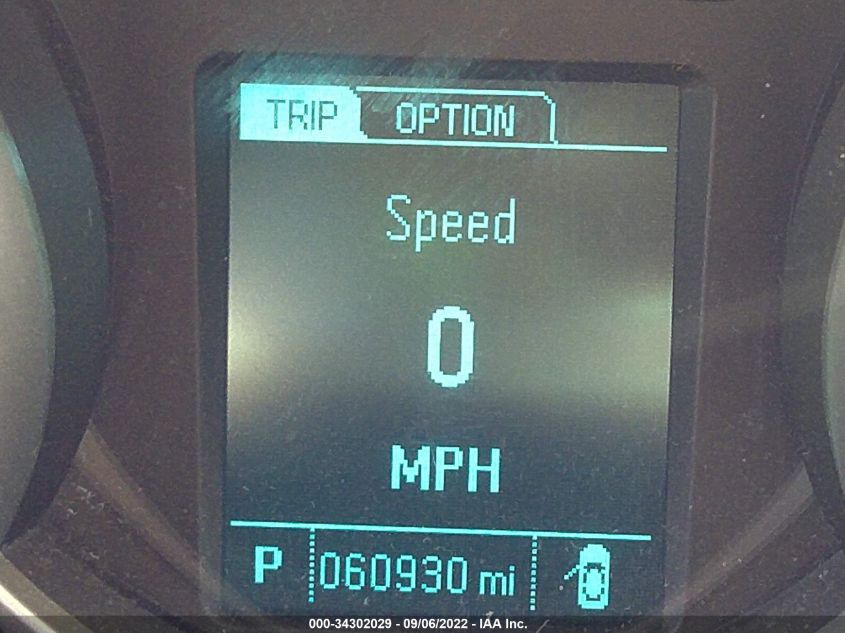 TRIP OPTION
Speed
0
MPH
P 060930 mi
000-34302029 - 09/06/2022 - IAA Inc.